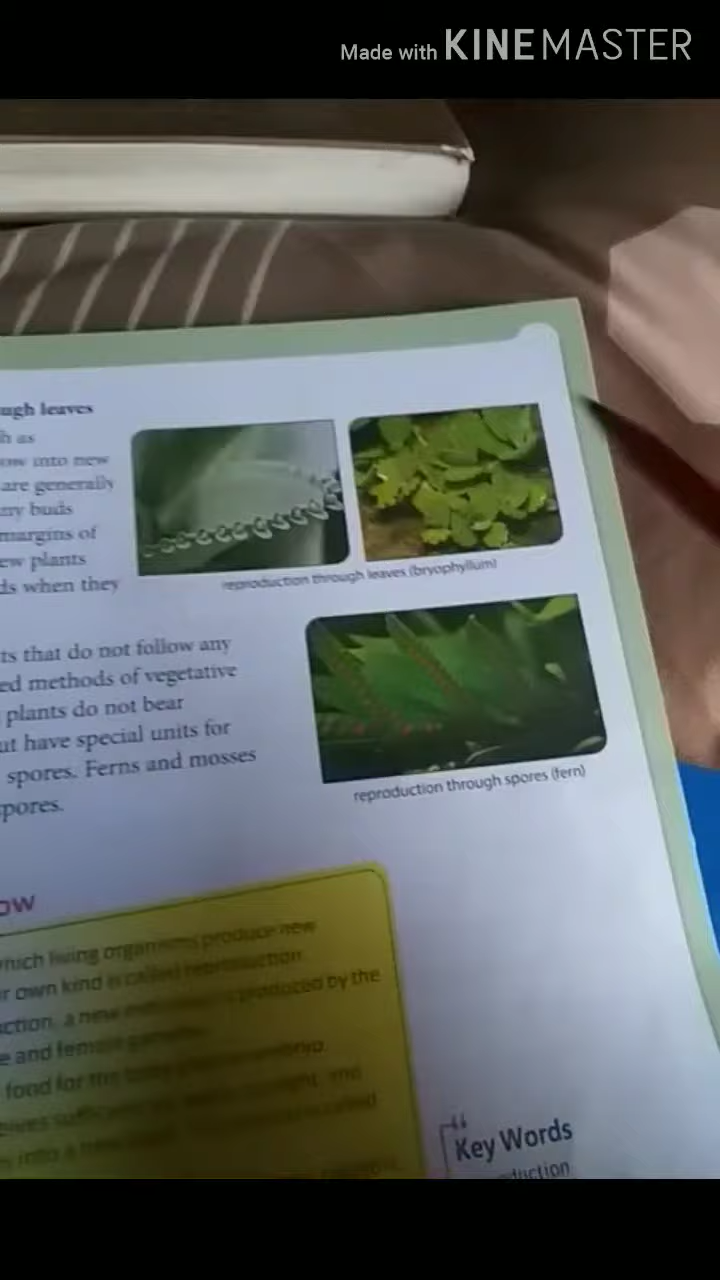 Made with KINEMASTER
ugh leaves
h as
ow into new
are generally
ny buds
margins of
ew plants
ds when they
reproduction through leaves (bryophyllum)
ts that do not follow any
ed methods of vegetative
plants do not bear
ut have special units for
spores. Ferns and mosses
pores.
reproduction through spores (fern)
ow
hich living organisms produce new
r own kind is called reproduction.
ction, a new individual is produced by the
e and female gametes.
food for the baby plant
Key Words
duction